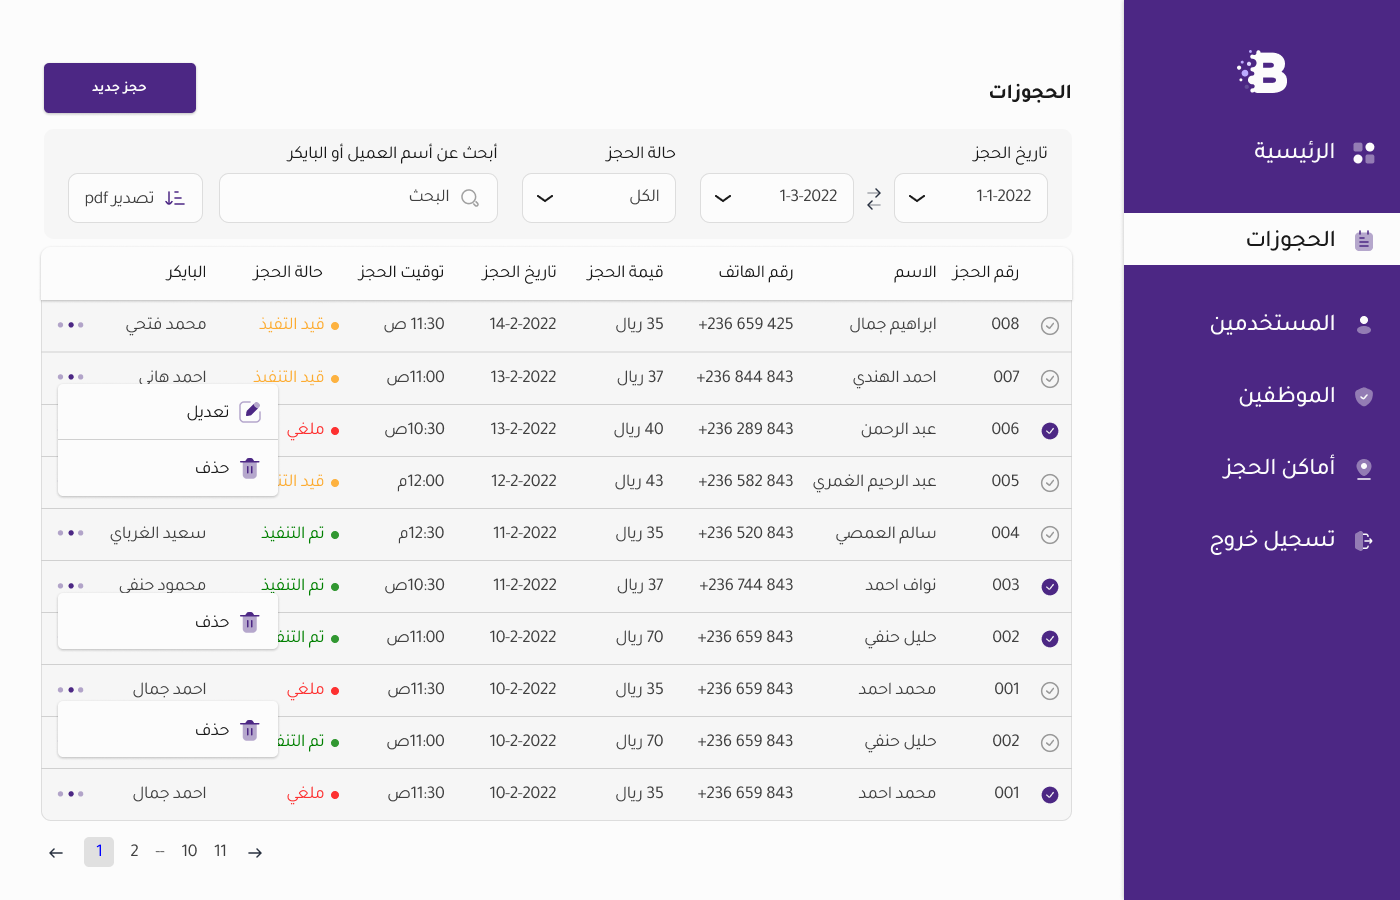 B
الرئيسية
الحجوزات
المستخدمين
الموظفين
أماكن الحجز
تسجيل خروج
الحجوزات
حجز جديد
تاريخ الحجز
حالة الحجز
أبحث عن أسم العميل أو البايكر
1-1-2022
1-3-2022
الكل
البحث
تصدير pdf
رقم الحجز الاسم رقم الهاتف قيمة الحجز تاريخ الحجز توقيت الحجز حالة الحجز البايكر
008 ابراهيم جمال +236 659 425 35 ريال 14-2-2022 11:30 ص قيد التفيذ محمد فتحي
007 احمد الهندي +236 844 843 37 ريال 13-2-2022 11:00ص قيد التنفيذ احمد هاني
006 عبد الرحمن +236 289 843 40 ريال 13-2-2022 10:30ص ملغي
005 عبد الرحيم الغمري +236 582 843 43 ريال 12-2-2022 12:00م قيد
004 سالم العمصي +236 520 843 35 ريال 11-2-2022 12:30م تم التنفيذ سعيد الغرباي
003 نواف احمد +236 744 843 37 ريال 11-2-2022 10:30ص تم التنفيذ محمود حنفي
002 حليل حنفي +236 659 843 70 ريال 10-2-2022 11:00ص تم
001 محمد احمد +236 659 843 35 ريال 10-2-2022 11:30ص ملغي احمد جمال
002 حليل حنفي +236 659 843 70 ريال 10-2-2022 11:00ص تم
001 محمد احمد +236 659 843 35 ريال 10-2-2022 11:30ص ملغي احمد جمال
تعديل
حذف
حذف
حذف
1 2 -- 10 11